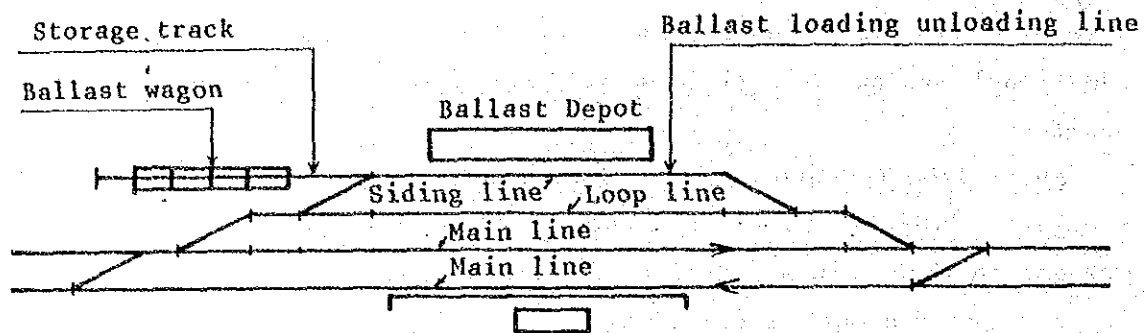 Storage track
Ballast loading unloading line
Ballast wagon
Ballast Depot
Siding line
Loop line
Main line
Main line